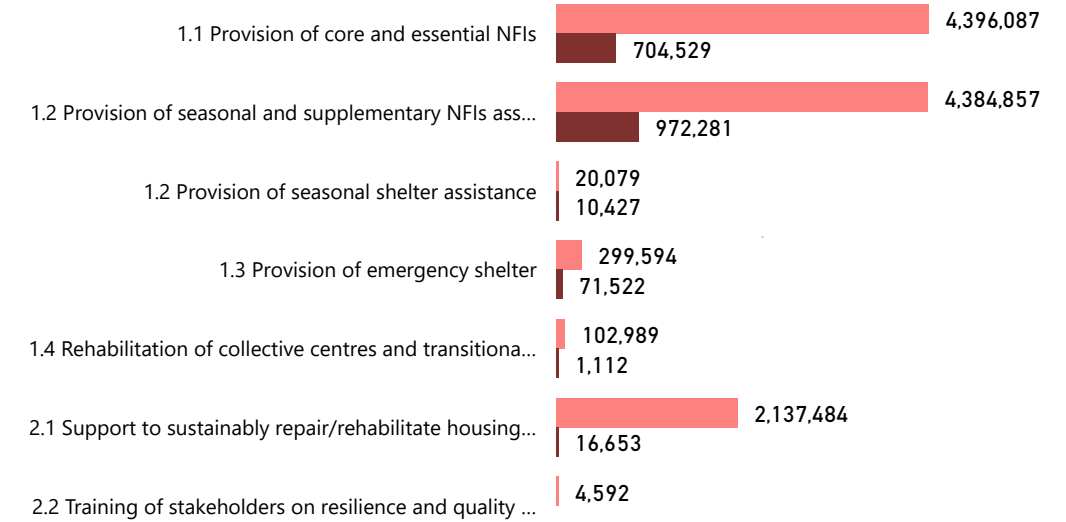 1.1 Provision of core and essential NFIs
4,396,087
704,529
1.2 Provision of seasonal and supplementary NFIs ass...
4,384,857
972,281
1.2 Provision of seasonal shelter assistance
20,079
10,427
1.3 Provision of emergency shelter
299,594
71,522
1.4 Rehabilitation of collective centres and transitiona...
102,989
1,112
2.1 Support to sustainably repair/rehabilitate housing...
2,137,484
16,653
2.2 Training of stakeholders on resilience and quality ...
4,592